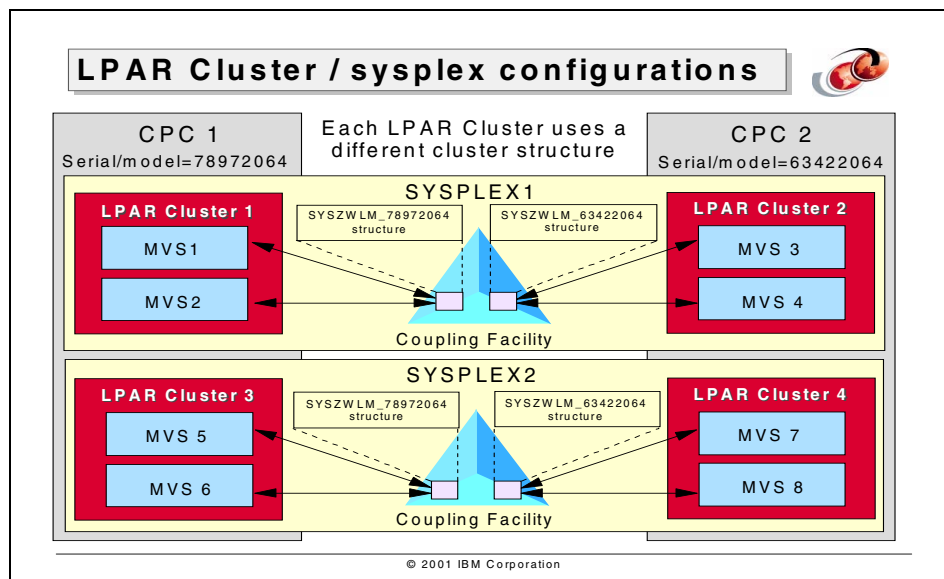 LPAR Cluster / sysplex configurations
CPC 1
Serial/model=78972064
Each LPAR Cluster uses a
different cluster structure
CPC 2
Serial/model=63422064
SYSPLEX1
LPAR Cluster 1
MVS1
MVS2
SYSZWLM_78972064
structure
SYSZWLM_63422064
structure
Coupling Facility
LPAR Cluster 2
MVS 3
MVS 4
SYSPLEX2
LPAR Cluster 3
MVS 5
MVS 6
SYSZWLM_78972064
structure
SYSZWLM_63422064
structure
Coupling Facility
LPAR Cluster 4
MVS 7
MVS 8
© 2001 IBM Corporation